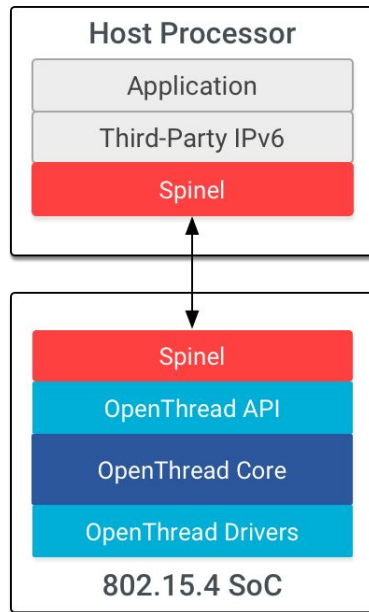 Host Processor
Application
Third-Party IPv6
Spinel
Spinel
OpenThread API
OpenThread Core
OpenThread Drivers
802.15.4 SoC